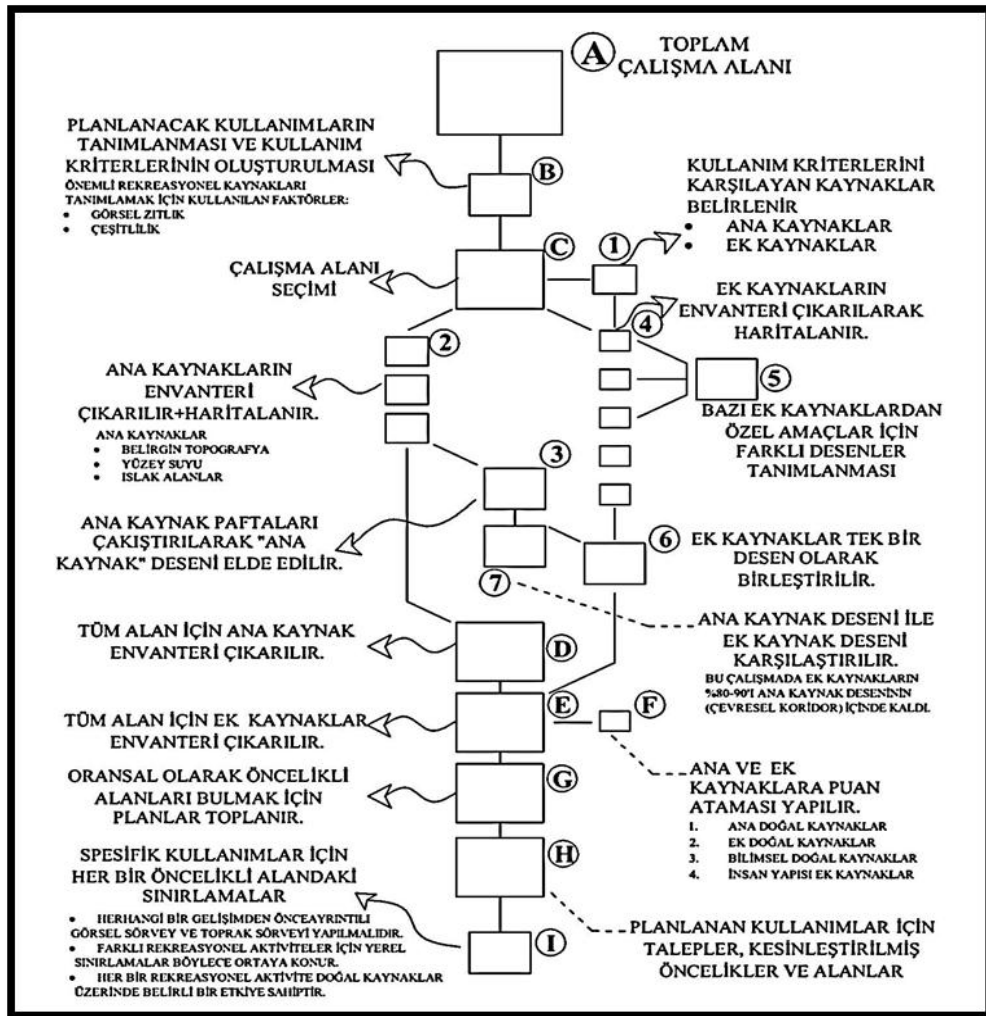 A
TOPLAM
ÇALIŞMA ALANI
PLANLANACAK KULLANIMLARIN
TANIMLANMASI VE KULLANIM
KRİTERLERİNİN OLUŞTURULMASI
ÖNEMLİ REKREASYONEL KAYNAKLARI
TANIMLAMAK İÇİN KULLANILAN FAKTÖRLER:
• GÖRSEL ZITLIK
• ÇEŞİTLİLİK
B
KULLANIM KRİTERLERİNİ
KARŞILAYAN KAYNAKLAR
BELİRLENİR
• ANA KAYNAKLAR
• EK KAYNAKLAR
C
1
ÇALIŞMA ALANI
SEÇİMİ
EK KAYNAKLARIN
ENVANTERİ ÇIKARILARAK
HARİTALANIR.
2
4
ANA KAYNAKLARIN
ENVANTERİ
ÇIKARILIR+HARİTALANIR.
ANA KAYNAKLAR
• BELIRGIN TOPOGRAFYA
• YÜZEY SUYU
• ISLAK ALANLAR
5
BAZI EK KAYNAKLARDAN
ÖZEL AMAÇLAR İÇİN
FARKLI DESENLER
TANIMLANMASI
3
ANA KAYNAK PAFTALARI
ÇAKIŞTIRILARAK "ANA
KAYNAK" DESENİ ELDE EDİLİR.
6
EK KAYNAKLAR TEK BİR
DESEN OLARAK
BİRLEŞTİRİLİR.
7
ANA KAYNAK DESENİ İLE
EK KAYNAK DESENİ
KARŞILAŞTIRILIR.
BU ÇALIŞMADA EK KAYNAKLARIN
%80-90'I ANA KAYNAK DESENİNİN
(ÇEVRESEL KORİDOR) İÇİNDE KALDI.
TÜM ALAN İÇİN ANA KAYNAK
ENVANTERİ ÇIKARILIR.
D
TÜM ALAN İÇİN EK KAYNAKLAR
ENVANTERİ ÇIKARILIR.
E
F
ANA VE EK
KAYNAKLARA PUAN
ATAMASI YAPILIR.
1. ANA DOĞAL KAYNAKLAR
2. EK DOĞAL KAYNAKLAR
3. BİLİMSEL DOĞAL KAYNAKLAR
4. İNSAN YAPISI EK KAYNAKLAR
ORANSAL OLARAK ÖNCELİKLİ
ALANLARI BULMAK İÇİN
PLANLAR TOPLANIR.
G
H
PLANLANAN KULLANIMLAR İÇİN
TALEPLER, KESİNLEŞTİRİLMİŞ
ÖNCELİKLER VE ALANLAR
SPESİFİK KULLANIMLAR İÇİN
HER BİR ÖNCELİKLİ ALANDAKİ
SINIRLAMALAR
• HERHANGİ BİR GELİŞİMDEN ÖNCEAYRINTILI
GÖRSEL SÖRVEY VE TOPRAK SÖRVEYİ YAPILMALIDIR.
• FARKLI REKREASYONEL AKTİVİTELER İÇİN YEREL
SINIRLAMALAR BÖYLECE ORTAYA KONUR.
• HER BİR REKREASYONEL AKTİVİTE DOĞAL KAYNAKLAR
ÜZERİNDE BELİRLİ BİR ETKİYE SAHİPTİR.
I